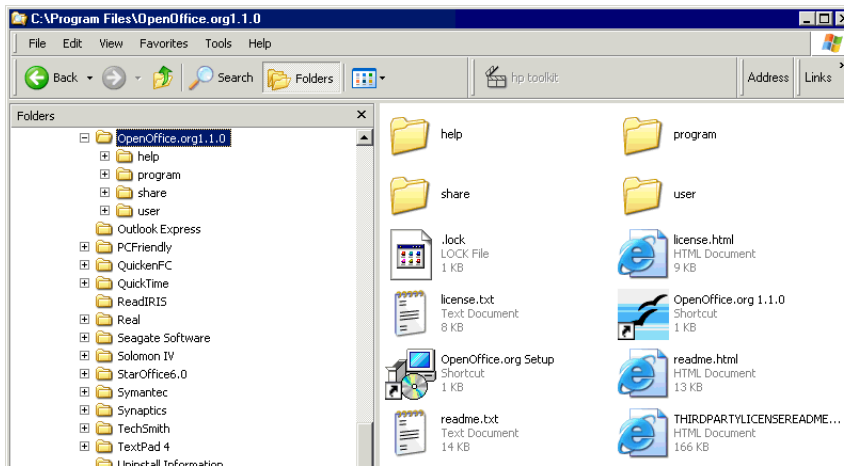 C:\Program Files\OpenOffice.org1.1.0
File Edit View Favorites Tools Help
Back Search Folders hp toolkit Address Links
Folders
OpenOffice.org1.1.0
help
program
share
user
Outlook Express
PCFriendly
QuickenFC
QuickTime
ReadIRIS
Real
Seagate Software
Solomon IV
StarOffice6.0
Symantec
Synaptics
TechSmith
TextPad 4
Uninstall Information
help
program
share
user
.lock
LOCK File
1 KB
license.html
HTML Document
9 KB
license.txt
Text Document
8 KB
OpenOffice.org 1.1.0
Shortcut
1 KB
OpenOffice.org Setup
Shortcut
1 KB
readme.html
HTML Document
13 KB
readme.txt
Text Document
14 KB
THIRDPARTYLICENSEREADME...
HTML Document
166 KB